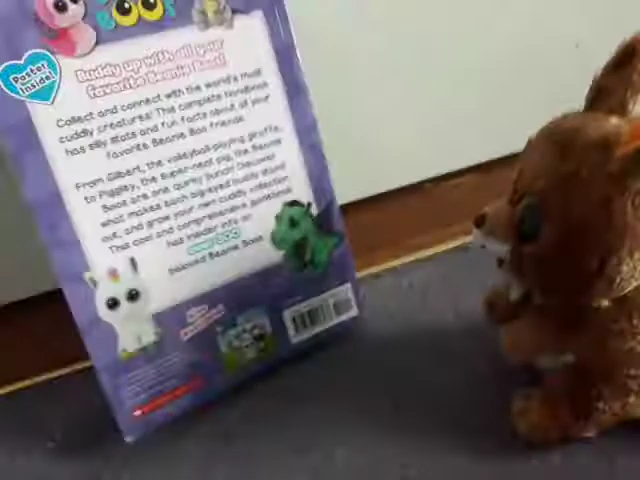 BOOS
Poster
Inside!
Buddy up with all your
favorite Beanie Boos!
Collect and connect with the world's most
cuddly creatures! This complete handbook
has silly stats and fun facts about all your
favorite Beanie Boo friends.
From Gilbert, the volleyball-playing giraffe,
to Piggley, the super-neat pig, the Beanie
Boos are one quirky bunch! Discover
what makes each big-eyed buddy stand
out, and grow your own cuddly collection.
This cool and comprehensive guidebook
has insider info on
over 300
beloved Beanie Boos!